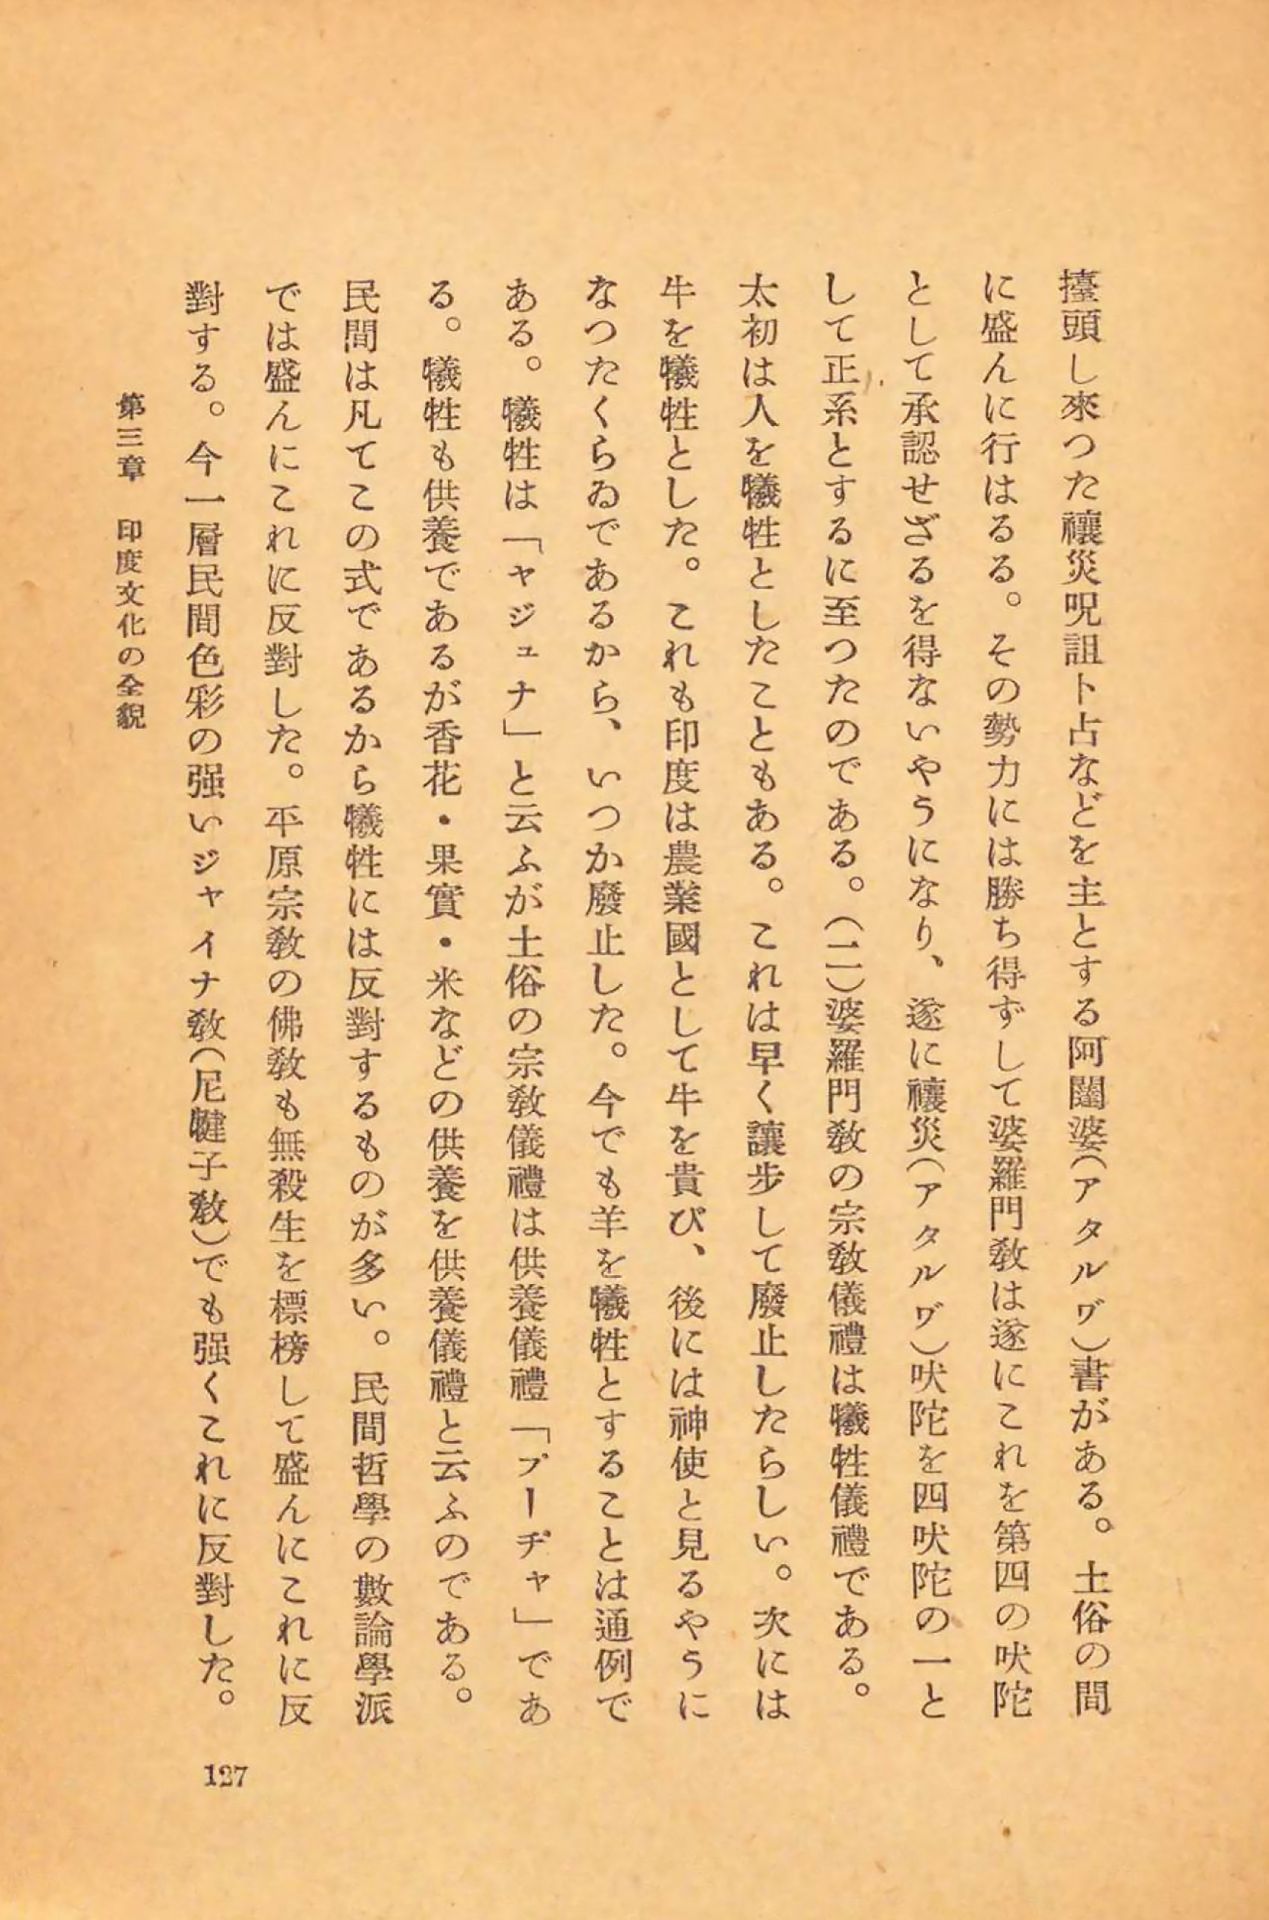 擡頭し來つた禳災呪詛卜占などを主とする阿闥婆(アタルヴ)書がある。土俗の間
に盛んに行はるる。その勢力には勝ち得ずして婆羅門敎は遂にこれを第四の吠陀
として承認せざるを得ないやうになり、遂に禳災(アタルヴ)吠陀を四吠陀の一と
して正系とするに至つたのである。(二)婆羅門敎の宗敎儀禮は犧牲儀禮である。
太初は人を犧牲としたこともある。これは早く讓步して廢止したらしい。次には
牛を犧牲とした。これも印度は農業國として牛を貴び、後には神使と見るやうに
なつたくらゐであるから、いつか廢止した。今でも羊を犧牲とすることは通例で
ある。犧牲は「ヤジュナ」と云ふが土俗の宗敎儀禮は供養儀禮「プーヂャ」であ
る。犧牲も供養であるが香花・果實・米などの供養を供養儀禮と云ふのである。
民間は凡てこの式であるから犧牲には反對するものが多い。民間哲學の數論學派
では盛んにこれに反對した。平原宗敎の佛敎も無殺生を標榜して盛んにこれに反
對する。今一層民間色彩の强いジャイナ敎(尼犍子敎)でも强くこれに反對した。
第三章 印度文化の全貌
127